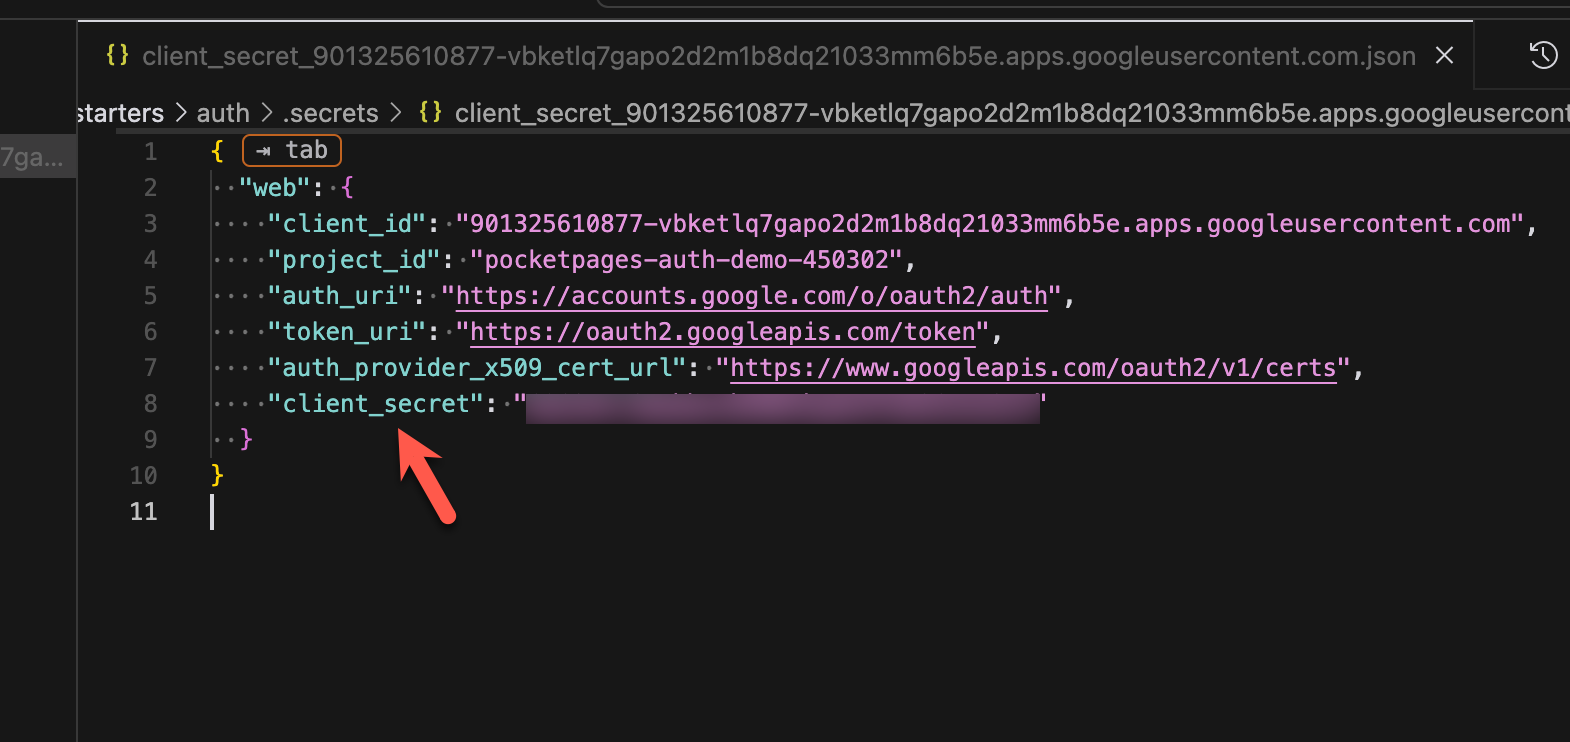 {} client_secret_901325610877-vbketlq7gapo2d2m1b8dq21033mm6b5e.apps.googleusercontent.com.json
starters > auth > .secrets > {} client_secret_901325610877-vbketlq7gapo2d2m1b8dq21033mm6b5e.apps.googleusercont
7ga...
1 { ⇥ tab
2 ··"web":·{
3 ····"client_id":·"901325610877-vbketlq7gapo2d2m1b8dq21033mm6b5e.apps.googleusercontent.com",
4 ····"project_id":·"pocketpages-auth-demo-450302",
5 ····"auth_uri":·"https://accounts.google.com/o/oauth2/auth",
6 ····"token_uri":·"https://oauth2.googleapis.com/token",
7 ····"auth_provider_x509_cert_url":·"https://www.googleapis.com/oauth2/v1/certs",
8 ····"client_secret":·" "
9 ··}
10 }
11